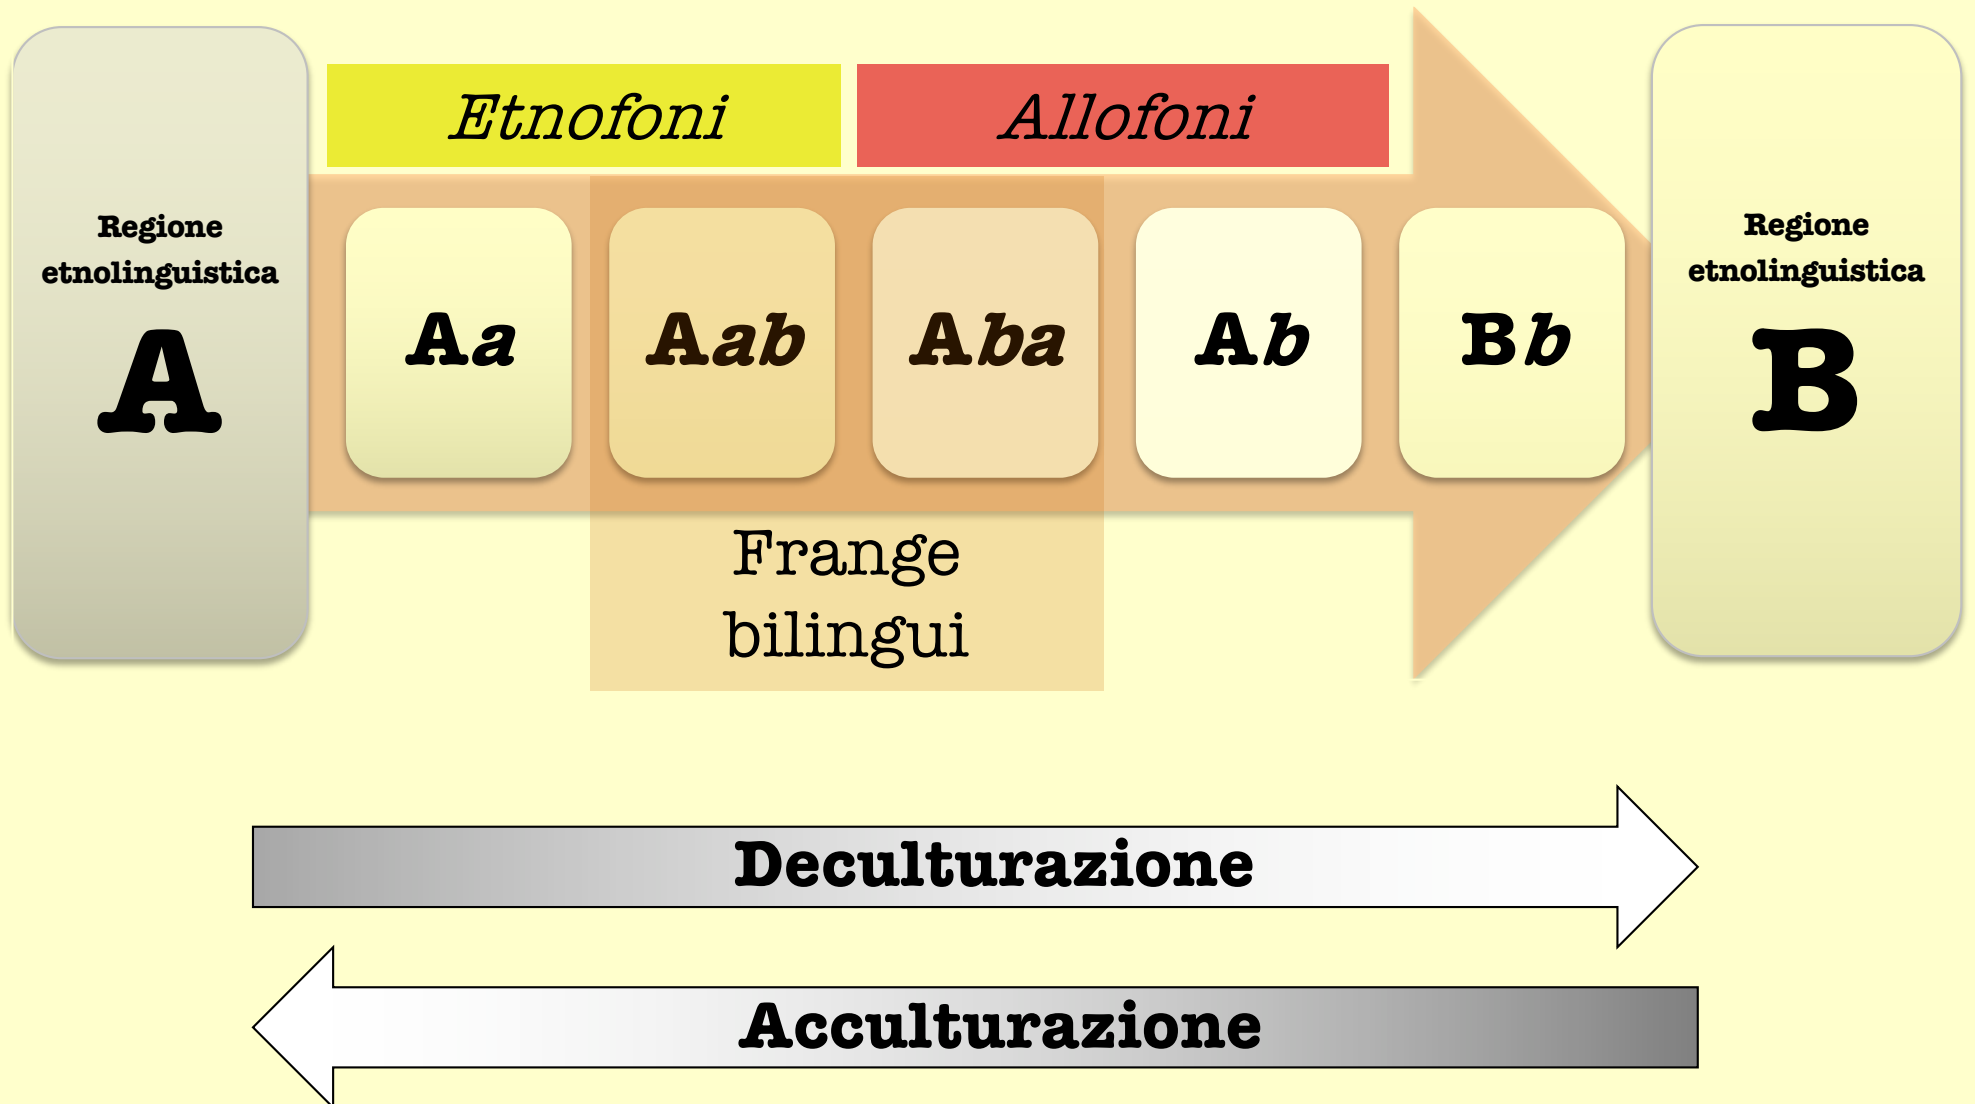 Etnofoni
Allofoni
Regione
etnolinguistica
A
Aa
Aab
Aba
Ab
Bb
Regione
etnolinguistica
B
Frange
bilingui
Deculturazione
Acculturazione